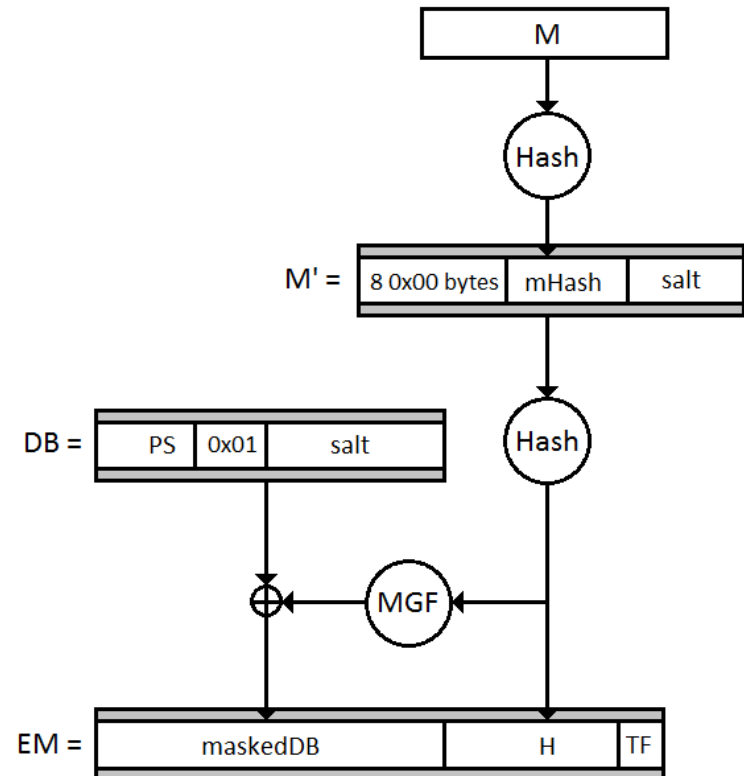 M
Hash
M' = 8 0x00 bytes mHash salt
Hash
DB = PS 0x01 salt
MGF
EM = maskedDB H TF